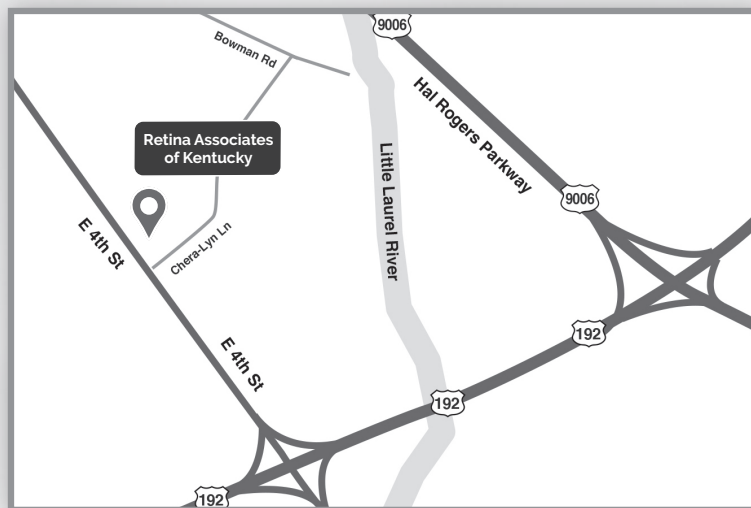 9006
Bowman Rd
Hal Rogers Parkway
Retina Associates
of Kentucky
Little Laurel River
9006
E 4th St
Chera-Lyn Ln
192
E 4th St
192
192